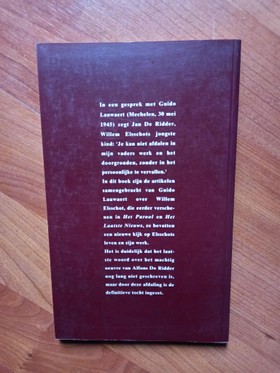 In een gesprek met Guido
Lauwaert (Mechelen, 30 mei
1945) zegt Jan De Ridder,
Willem Elsschots jongste
kind: 'Je kan niet afdalen in
mijn vaders werk en het
doorgronden, zonder in het
persoonlijke te vervallen.'
In dit boek zijn de artikelen
samengebracht van Guido
Lauwaert over Willem
Elsschot, die eerder versche-
nen in Het Parool en Het
Laatste Nieuws, ze bevatten
een nieuwe kijk op Elsschots
leven en zijn werk.
Het is duidelijk dat het laat-
ste woord over het machtig
oeuvre van Alfons De Ridder
nog lang niet geschreven is,
maar door deze afdaling is de
definitieve tocht ingezet.